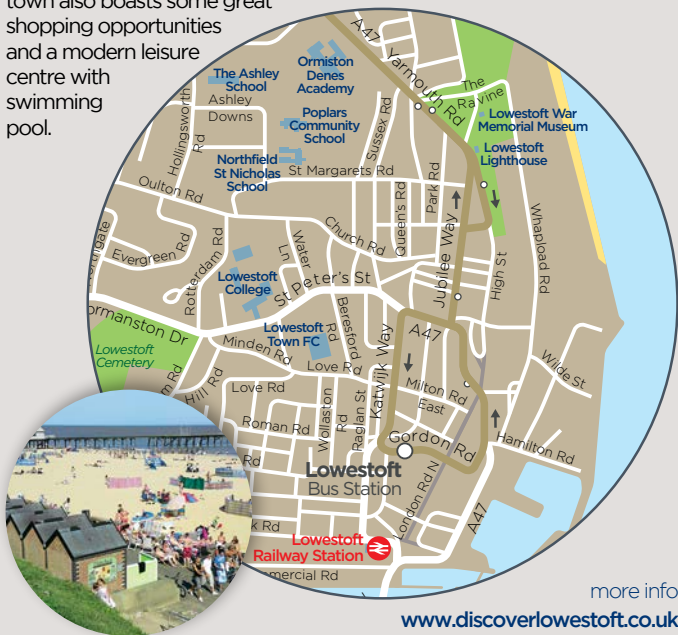 town also boasts some great
shopping opportunities
and a modern leisure
centre with
swimming
pool.
A47
Yarmouth Rd
The
Ravine
Ormiston
Denes
Academy
The Ashley
School
Ashley
Downs
Hollingsworth
Rd
Poplars
Community
School
Sussex Rd
Lowestoft War
Memorial Museum
Lowestoft
Lighthouse
Northfield
St Nicholas
School
St Margarets Rd
Oulton Rd
Queen's Rd
Park Rd
Jubilee Way
Whapload Rd
High St
Church Rd
Water
Ln
Evergreen Rd
Rotterdam Rd
Lowestoft
College
St Peter's St
Lowestoft
Cemetery
Lowestoft
Town FC
Minden Rd
Beresford
Rd
Katwijk Way
A47
Love Rd
Wilde St
Hill Rd
Love Rd
Milton Rd
East
Roman Rd
Wollaston
Rd
Raglan St
Gordon Rd
Hamilton Rd
Rd
Lowestoft
Bus Station
London Rd N
A47
Rd
Lowestoft
Railway Station
more info
www.discoverlowestoft.co.uk